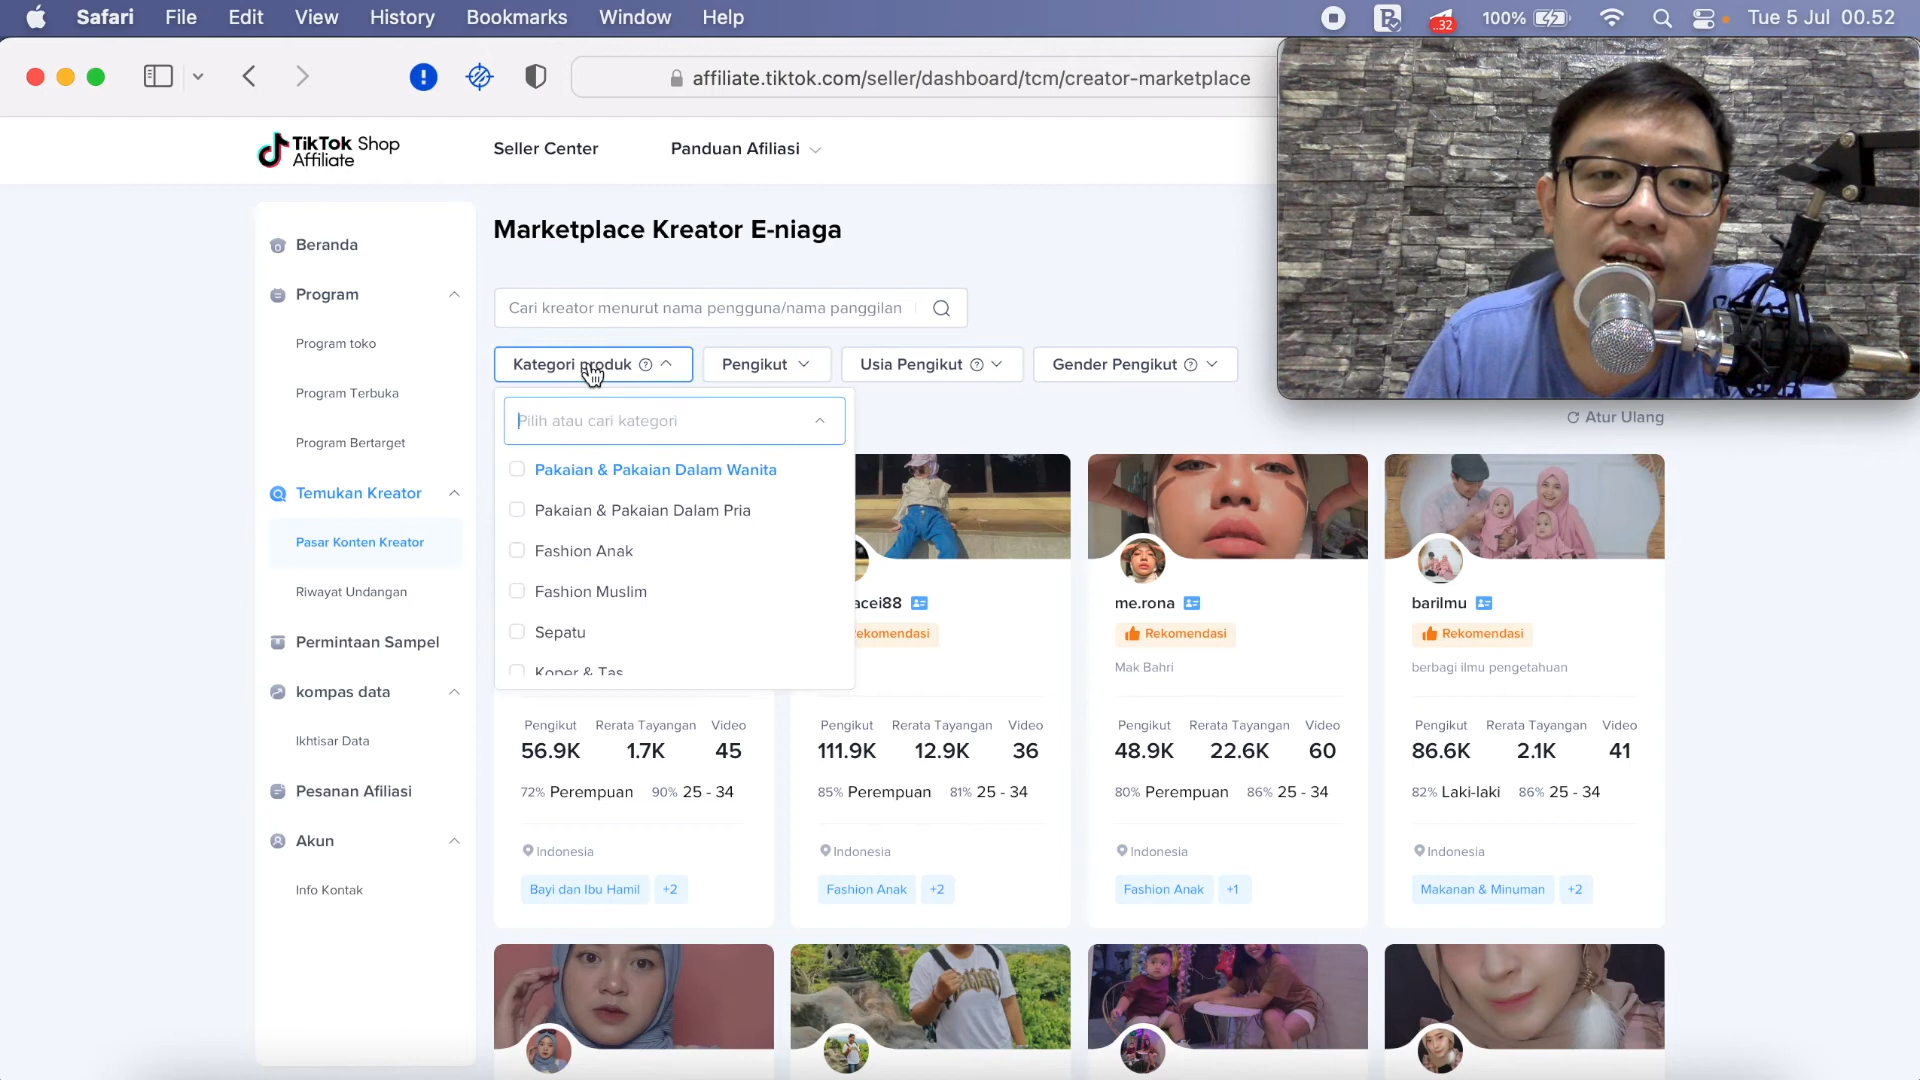 Safari File Edit View History Bookmarks Window Help
..32 100% Tue 5 Jul 00.52
affiliate.tiktok.com/seller/dashboard/tcm/creator-marketplace
TikTok Shop
Affiliate
Seller Center Panduan Afiliasi
Beranda
Program
Program toko
Program Terbuka
Program Bertarget
Temukan Kreator
Pasar Konten Kreator
Riwayat Undangan
Permintaan Sampel
kompas data
Ikhtisar Data
Pesanan Afiliasi
Akun
Info Kontak
Marketplace Kreator E-niaga
Cari kreator menurut nama pengguna/nama panggilan
Kategori produk Pengikut Usia Pengikut Gender Pengikut
Atur Ulang
Pilih atau cari kategori
Pakaian & Pakaian Dalam Wanita
Pakaian & Pakaian Dalam Pria
Fashion Anak
Fashion Muslim
Sepatu
Koper & Tas
Pengikut Rerata Tayangan Video
56.9K 1.7K 45
72% Perempuan 90% 25 - 34
Indonesia
Bayi dan Ibu Hamil +2
acei88
ekomendasi
Pengikut Rerata Tayangan Video
111.9K 12.9K 36
85% Perempuan 81% 25 - 34
Indonesia
Fashion Anak +2
me.rona
Rekomendasi
Mak Bahri
Pengikut Rerata Tayangan Video
48.9K 22.6K 60
80% Perempuan 86% 25 - 34
Indonesia
Fashion Anak +1
barilmu
Rekomendasi
berbagi ilmu pengetahuan
Pengikut Rerata Tayangan Video
86.6K 2.1K 41
82% Laki-laki 86% 25 - 34
Indonesia
Makanan & Minuman +2